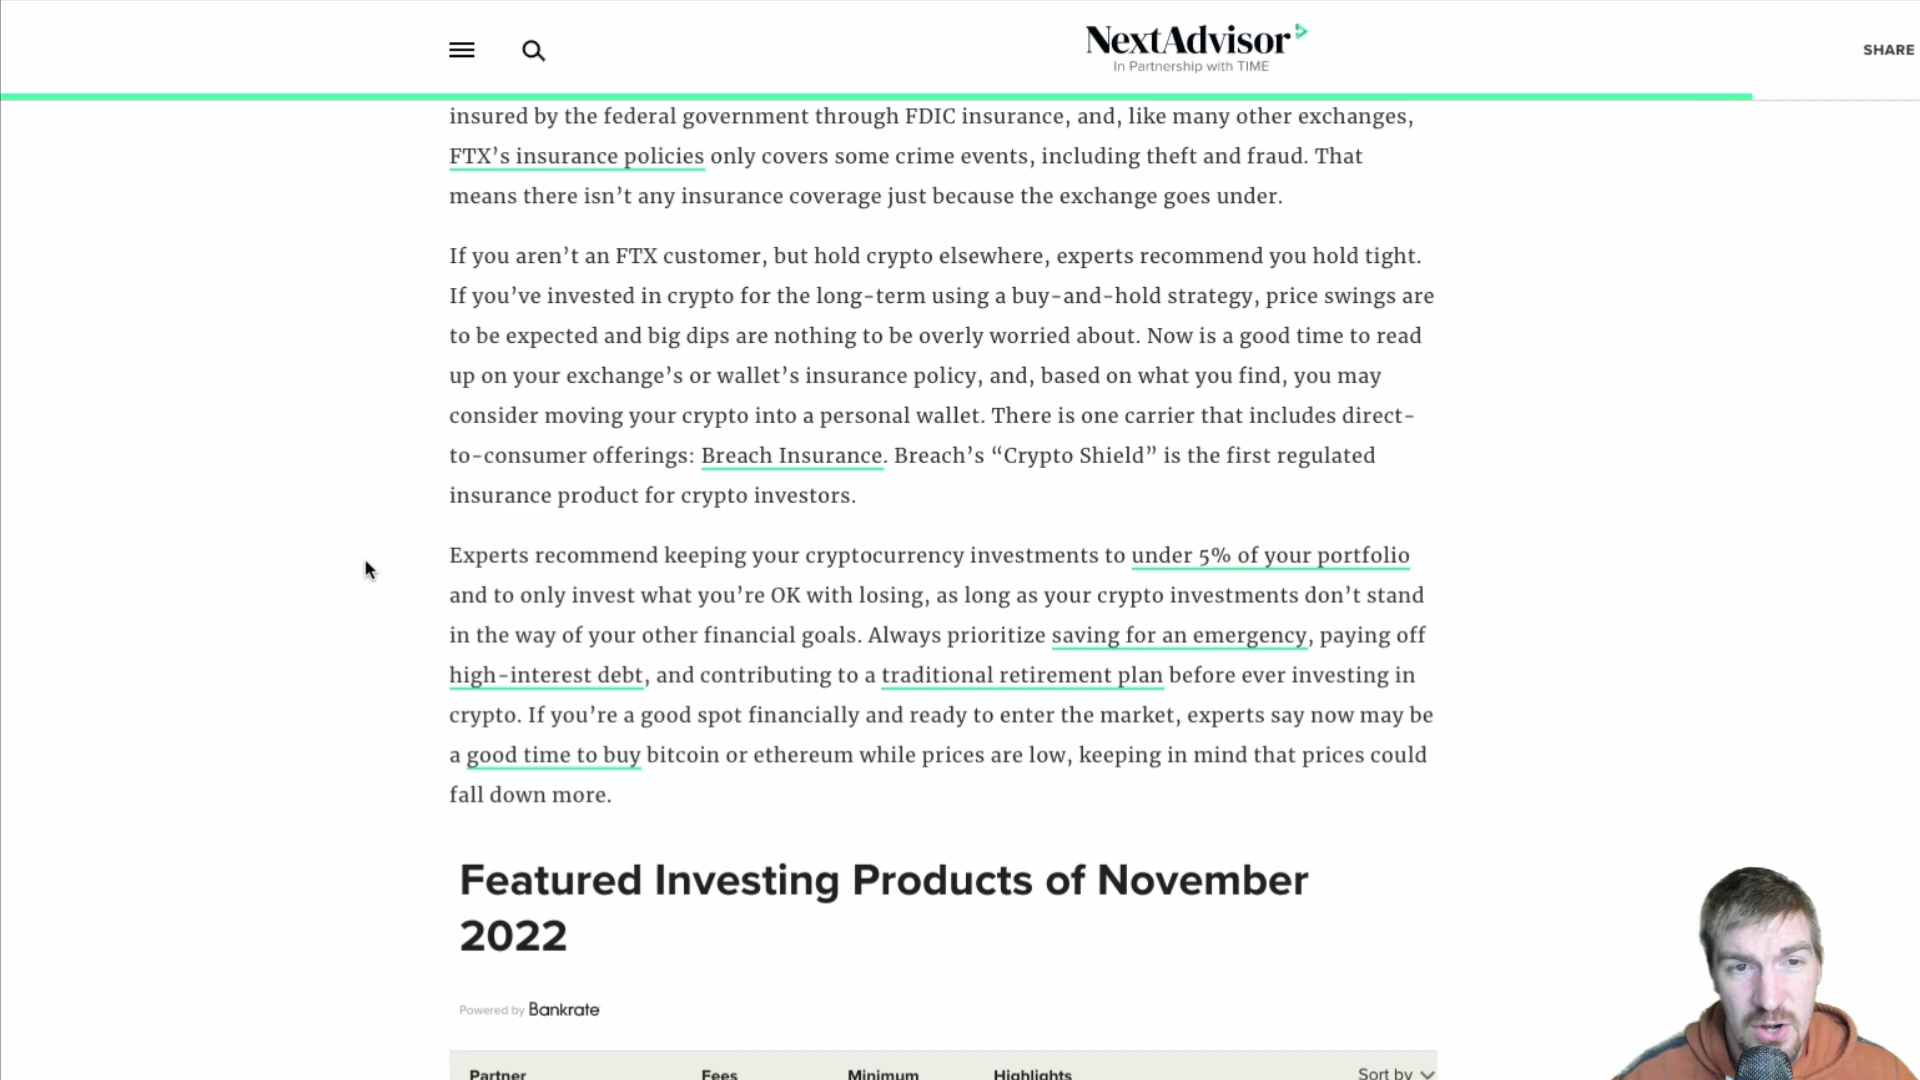 NextAdvisor
In Partnership with TIME
SHARE
insured by the federal government through FDIC insurance, and, like many other exchanges,
FTX’s insurance policies only covers some crime events, including theft and fraud. That
means there isn’t any insurance coverage just because the exchange goes under.
If you aren’t an FTX customer, but hold crypto elsewhere, experts recommend you hold tight.
If you’ve invested in crypto for the long-term using a buy-and-hold strategy, price swings are
to be expected and big dips are nothing to be overly worried about. Now is a good time to read
up on your exchange’s or wallet’s insurance policy, and, based on what you find, you may
consider moving your crypto into a personal wallet. There is one carrier that includes direct-
to-consumer offerings: Breach Insurance. Breach’s “Crypto Shield” is the first regulated
insurance product for crypto investors.
Experts recommend keeping your cryptocurrency investments to under 5% of your portfolio
and to only invest what you’re OK with losing, as long as your crypto investments don’t stand
in the way of your other financial goals. Always prioritize saving for an emergency, paying off
high-interest debt, and contributing to a traditional retirement plan before ever investing in
crypto. If you’re a good spot financially and ready to enter the market, experts say now may be
a good time to buy bitcoin or ethereum while prices are low, keeping in mind that prices could
fall down more.
Featured Investing Products of November
2022
Powered by Bankrate
Partner Fees Minimum Highlights Sort by